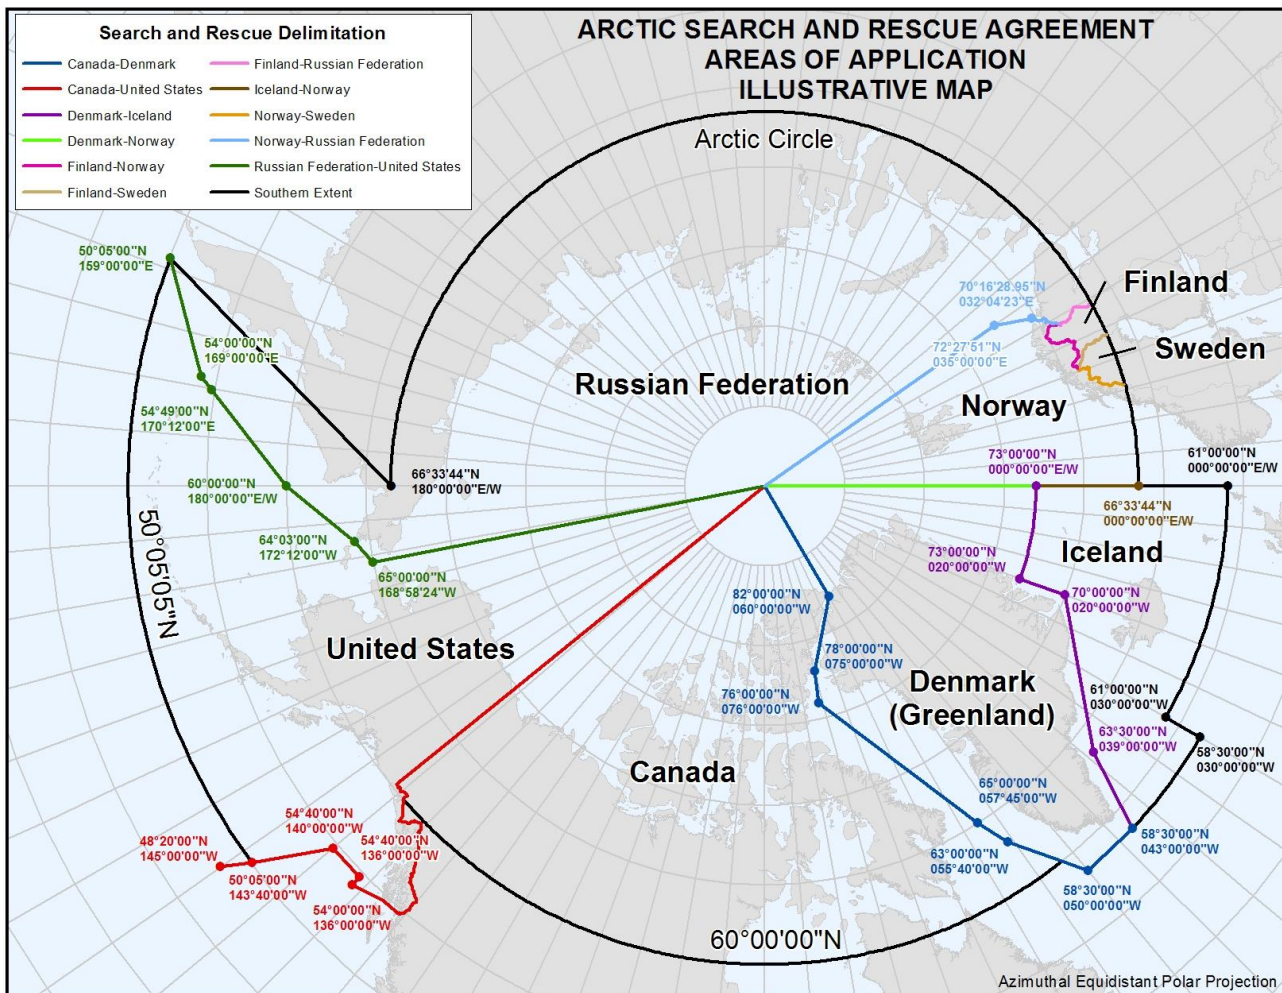 ARCTIC SEARCH AND RESCUE AGREEMENT
AREAS OF APPLICATION
ILLUSTRATIVE MAP
Search and Rescue Delimitation
Canada-Denmark
Finland-Russian Federation
Canada-United States
Iceland-Norway
Denmark-Iceland
Norway-Sweden
Denmark-Norway
Norway-Russian Federation
Finland-Norway
Russian Federation-United States
Finland-Sweden
Southern Extent
Arctic Circle
50°05'00"N
159°00'00"E
70°16'28.95"N
032°04'23"E
Finland
54°00'00"N
169°00'00"E
72°27'51"N
035°00'00"E
Sweden
Russian Federation
Norway
54°49'00"N
170°12'00"E
73°00'00"N
000°00'00"E/W
61°00'00"N
000°00'00"E/W
66°33'44"N
180°00'00"E/W
60°00'00"N
180°00'00"E/W
66°33'44"N
000°00'00"E/W
50°05'05"N
64°03'00"N
172°12'00"W
Iceland
73°00'00"N
020°00'00"W
65°00'00"N
168°58'24"W
82°00'00"N
060°00'00"W
70°00'00"N
020°00'00"W
United States
78°00'00"N
075°00'00"W
Denmark
(Greenland)
76°00'00"N
076°00'00"W
61°00'00"N
030°00'00"W
63°30'00"N
039°00'00"W
58°30'00"N
030°00'00"W
Canada
65°00'00"N
057°45'00"W
54°40'00"N
140°00'00"W
48°20'00"N
145°00'00"W
54°40'00"N
136°00'00"W
58°30'00"N
043°00'00"W
63°00'00"N
055°40'00"W
50°05'00"N
143°40'00"W
58°30'00"N
050°00'00"W
54°00'00"N
136°00'00"W
60°00'00"N
Azimuthal Equidistant Polar Projection